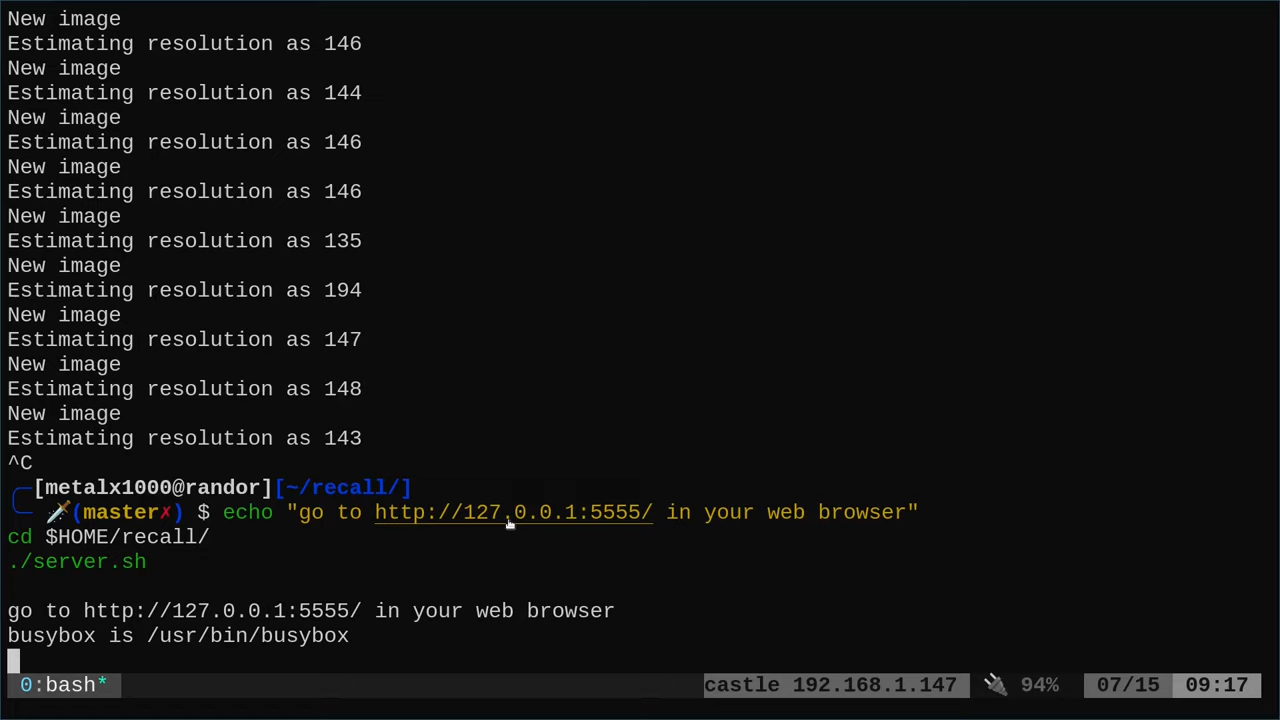 New image
Estimating resolution as 146
New image
Estimating resolution as 144
New image
Estimating resolution as 146
New image
Estimating resolution as 146
New image
Estimating resolution as 135
New image
Estimating resolution as 194
New image
Estimating resolution as 147
New image
Estimating resolution as 148
New image
Estimating resolution as 143
^C
[metalx1000@randor][~/recall/]
(master✗) $ echo "go to http://127.0.0.1:5555/ in your web browser"
cd $HOME/recall/
./server.sh
go to http://127.0.0.1:5555/ in your web browser
busybox is /usr/bin/busybox
0:bash* castle 192.168.1.147 94% 07/15 09:17